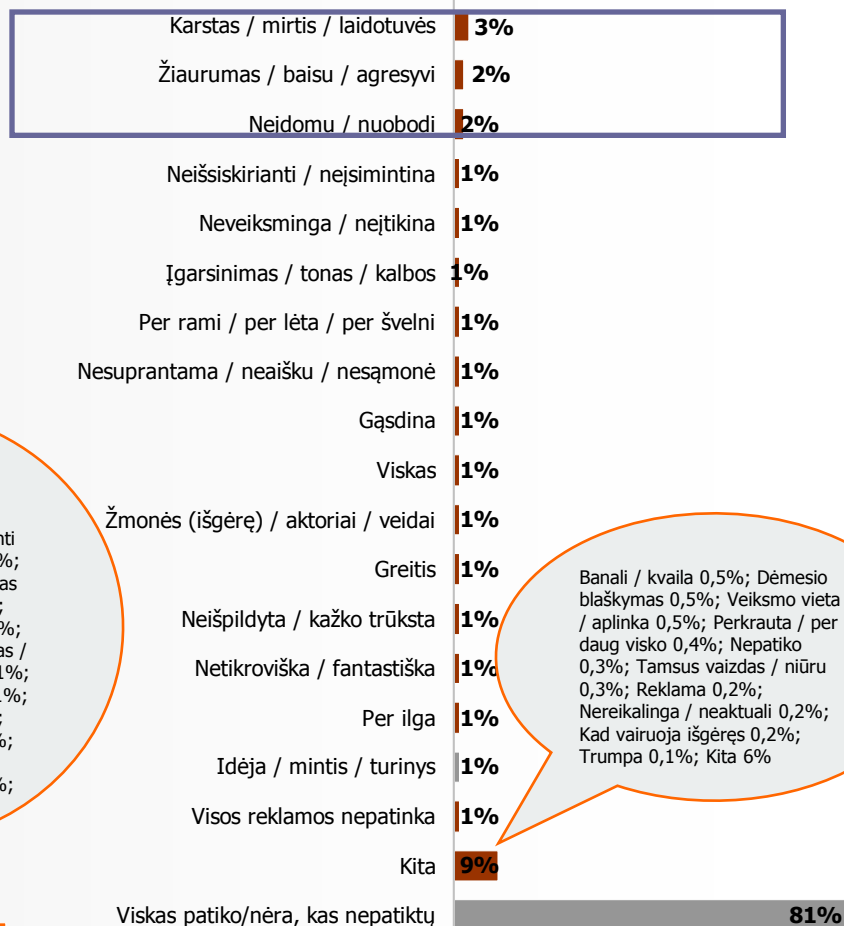 Karstas / mirtis / laidotuvės 3%
Žiaurumas / baisu / agresyvi 2%
Neįdomu / nuobodi 2%
Neišsiskirianti / neįsimintina 1%
Neveiksminga / neįtikina 1%
Įgarsinimas / tonas / kalbos 1%
Per rami / per lėta / per švelni 1%
Nesuprantama / neaišku / nesąmonė 1%
Gąsdina 1%
Viskas 1%
Žmonės (išgėrę) / aktoriai / veidai 1%
Greitis 1%
Neišpildyta / kažko trūksta 1%
Netikroviška / fantastiška 1%
Per ilga 1%
Idėja / mintis / turinys 1%
Visos reklamos nepatinka 1%
Kita 9%
Viskas patiko/nėra, kas nepatiktų 81%
nti
%;
as
;
%;
as /
1%;
1%;
;
%;
%;
Banali / kvaila 0,5%; Dėmesio
blaškymas 0,5%; Veiksmo vieta
/ aplinka 0,5%; Perkrauta / per
daug visko 0,4%; Nepatiko
0,3%; Tamsus vaizdas / niūru
0,3%; Reklama 0,2%;
Nereikalinga / neaktuali 0,2%;
Kad vairuoja išgėręs 0,2%;
Trumpa 0,1%; Kita 6%